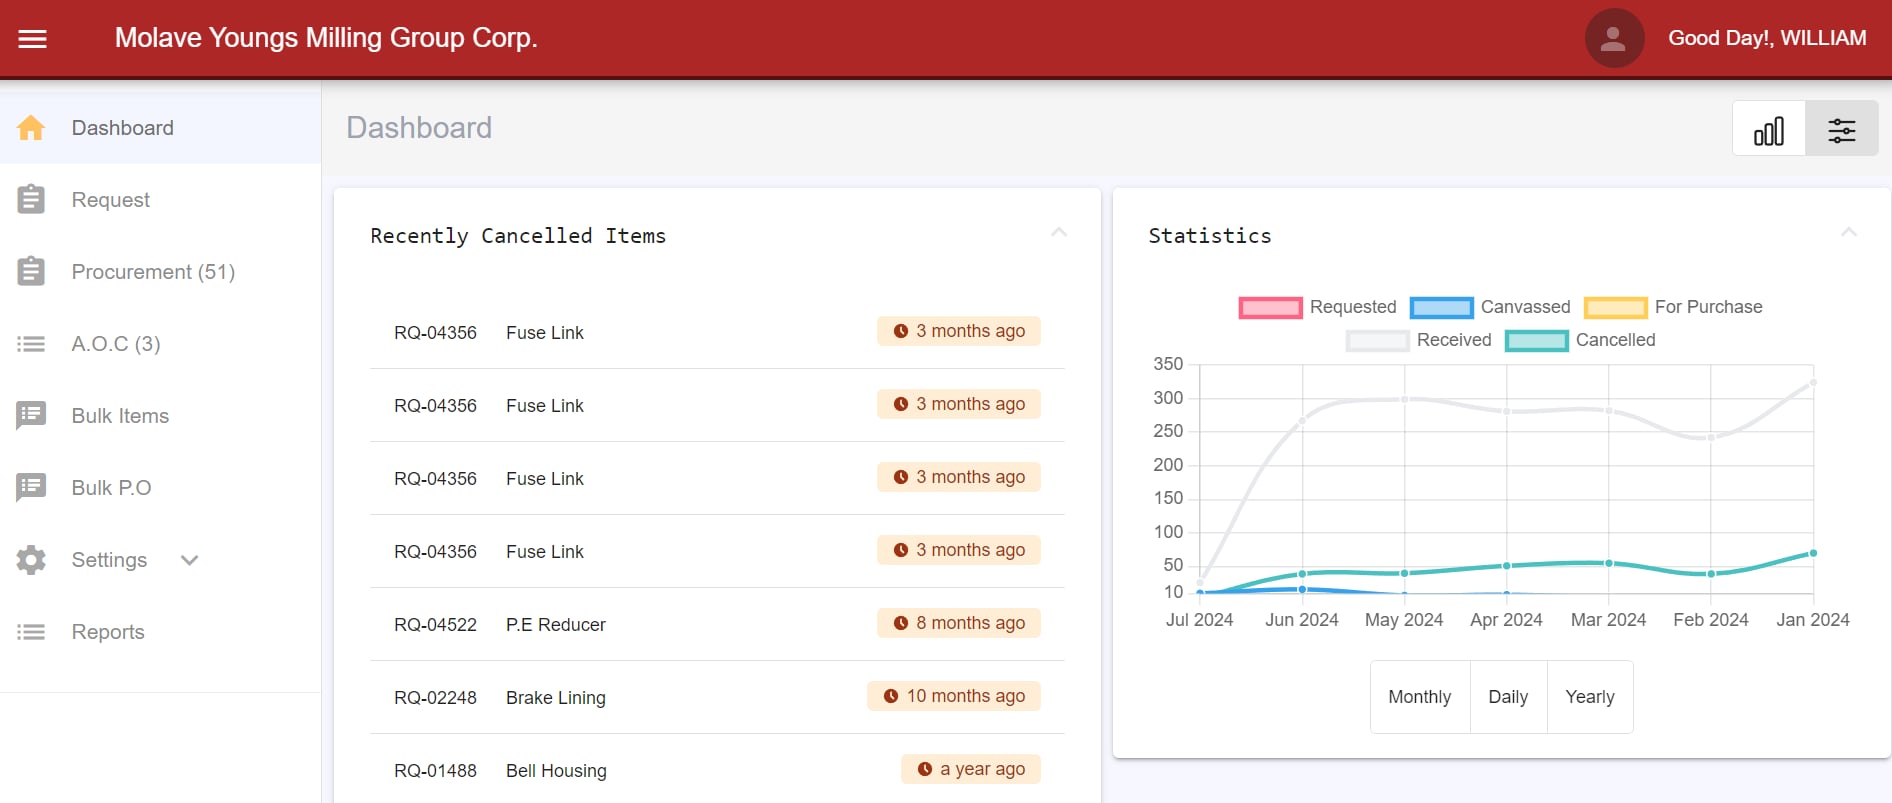 Molave Youngs Milling Group Corp.
Good Day!, WILLIAM
Dashboard
Request
Procurement (51)
A.O.C (3)
Bulk Items
Bulk P.O
Settings
Reports
Dashboard
Recently Cancelled Items
RQ-04356 Fuse Link 3 months ago
RQ-04356 Fuse Link 3 months ago
RQ-04356 Fuse Link 3 months ago
RQ-04356 Fuse Link 3 months ago
RQ-04522 P.E Reducer 8 months ago
RQ-02248 Brake Lining 10 months ago
RQ-01488 Bell Housing a year ago
Statistics
Requested Canvassed For Purchase
Received Cancelled
350
300
250
200
150
100
50
10
Jul 2024 Jun 2024 May 2024 Apr 2024 Mar 2024 Feb 2024 Jan 2024
Monthly Daily Yearly